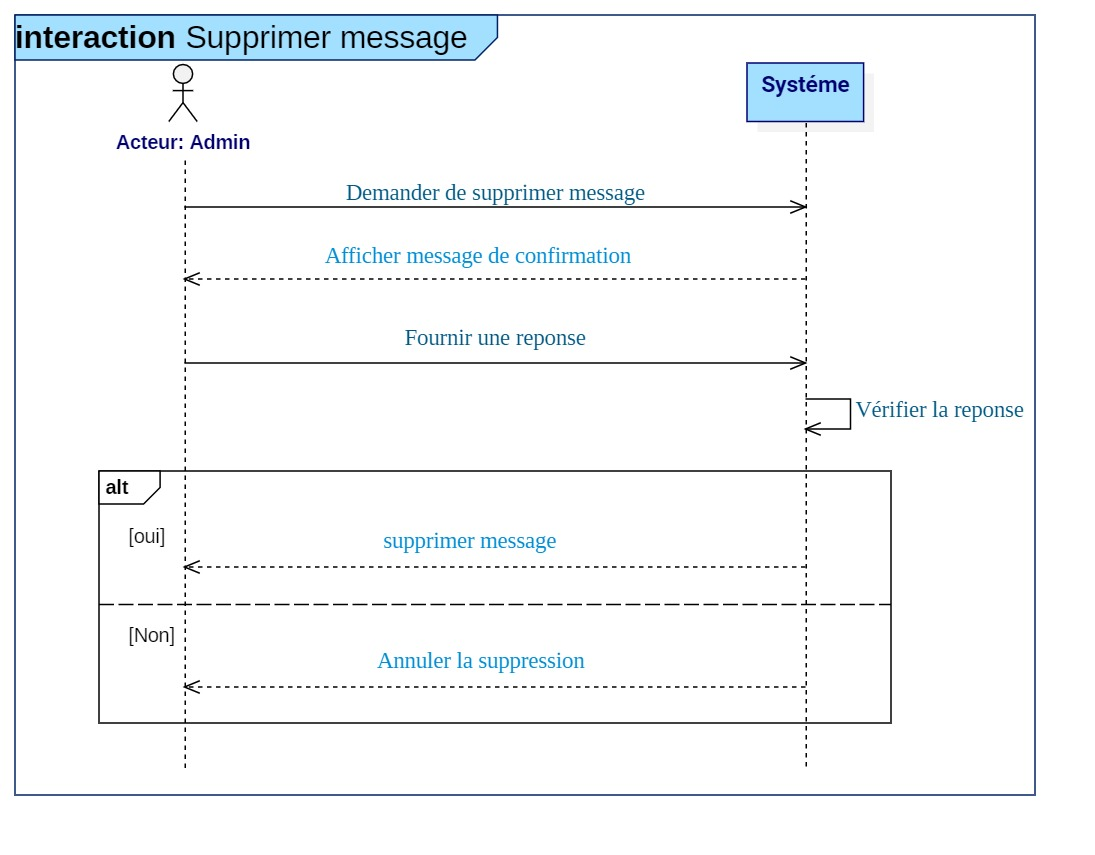 interaction Supprimer message
Systéme
Acteur: Admin
Demander de supprimer message
Afficher message de confirmation
Fournir une reponse
Vérifier la reponse
alt
[oui]
supprimer message
[Non]
Annuler la suppression